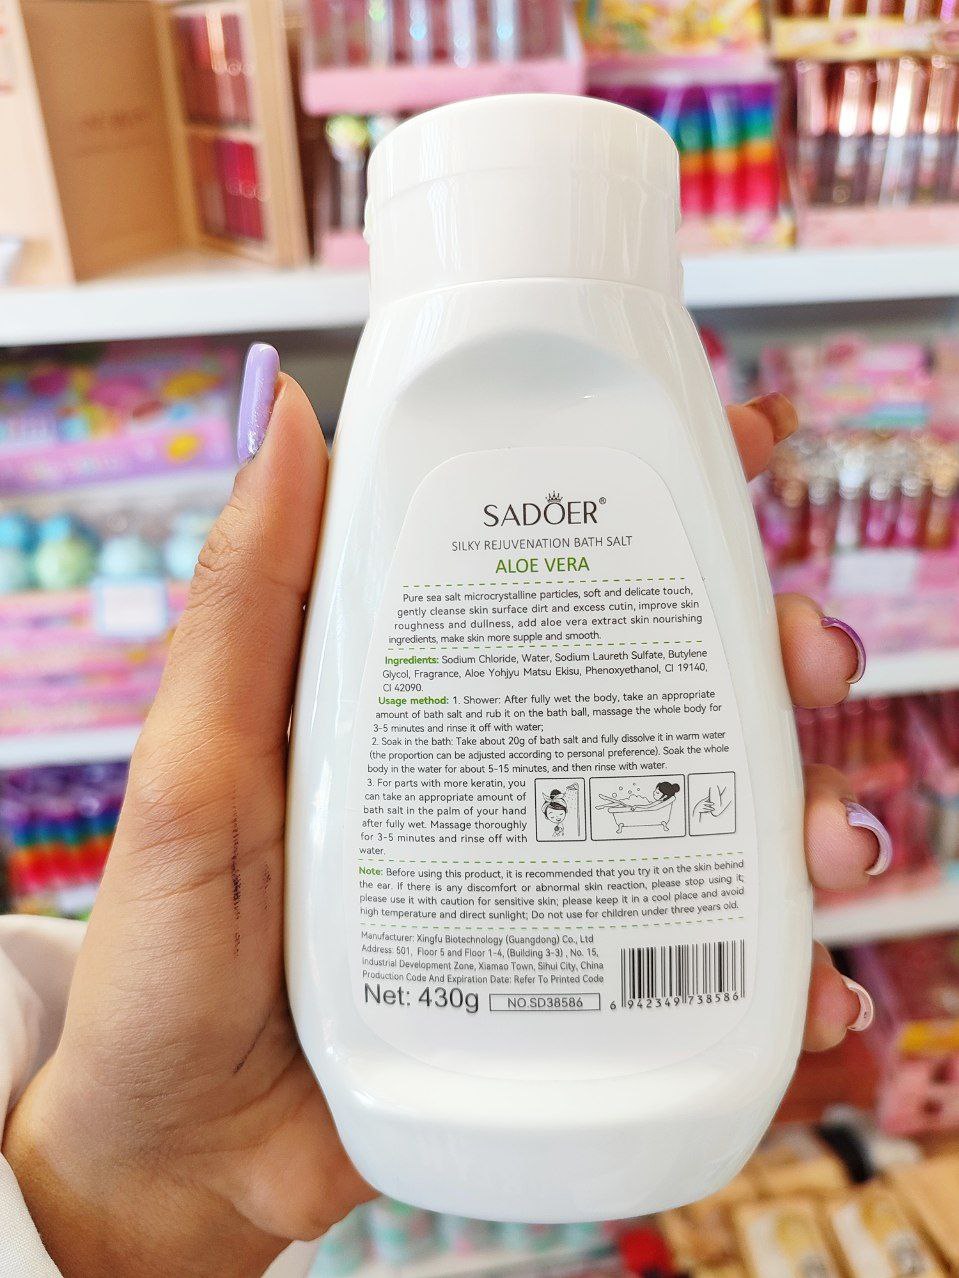 SADOER®
SILKY REJUVENATION BATH SALT
ALOE VERA
Pure sea salt microcrystalline particles, soft and delicate touch,
gently cleanse skin surface dirt and excess cutin, improve skin
roughness and dullness, add aloe vera extract skin nourishing
ingredients, make skin more supple and smooth.
Ingredients: Sodium Chloride, Water, Sodium Laureth Sulfate, Butylene
Glycol, Fragrance, Aloe Yohjyu Matsu Ekisu, Phenoxyethanol, CI 19140,
CI 42090.
Usage method: 1. Shower: After fully wet the body, take an appropriate
amount of bath salt and rub it on the bath ball, massage the whole body for
3-5 minutes and rinse it off with water;
2. Soak in the bath: Take about 20g of bath salt and fully dissolve it in warm water
(the proportion can be adjusted according to personal preference). Soak the whole
body in the water for about 5-15 minutes, and then rinse with water.
3. For parts with more keratin, you
can take an appropriate amount of
bath salt in the palm of your hand
after fully wet. Massage thoroughly
for 3-5 minutes and rinse off with
water.
Note: Before using this product, it is recommended that you try it on the skin behind
the ear. If there is any discomfort or abnormal skin reaction, please stop using it;
please use it with caution for sensitive skin; please keep it in a cool place and avoid
high temperature and direct sunlight; Do not use for children under three years old.
Manufacturer: Xingfu Biotechnology (Guangdong) Co., Ltd
Address: 501, Floor 5 and Floor 1-4, (Building 3-3) , No. 15,
Industrial Development Zone, Xiamao Town, Sihui City, China
Production Code And Expiration Date: Refer To Printed Code
Net: 430g
NO.SD38586
6 942349 738586